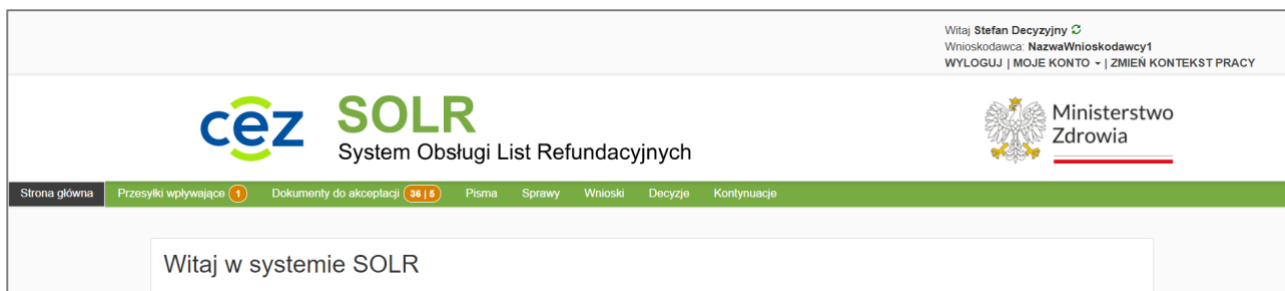 Witaj Stefan Decyzyjny
Wnioskodawca: NazwaWnioskodawcy1
WYLOGUJ | MOJE KONTO | ZMIEŃ KONTEKST PRACY
cez SOLR
System Obsługi List Refundacyjnych
Ministerstwo
Zdrowia
Strona główna Przesyłki wpływające 1 Dokumenty do akceptacji 36 | 5 Pisma Sprawy Wnioski Decyzje Kontynuacje
Witaj w systemie SOLR